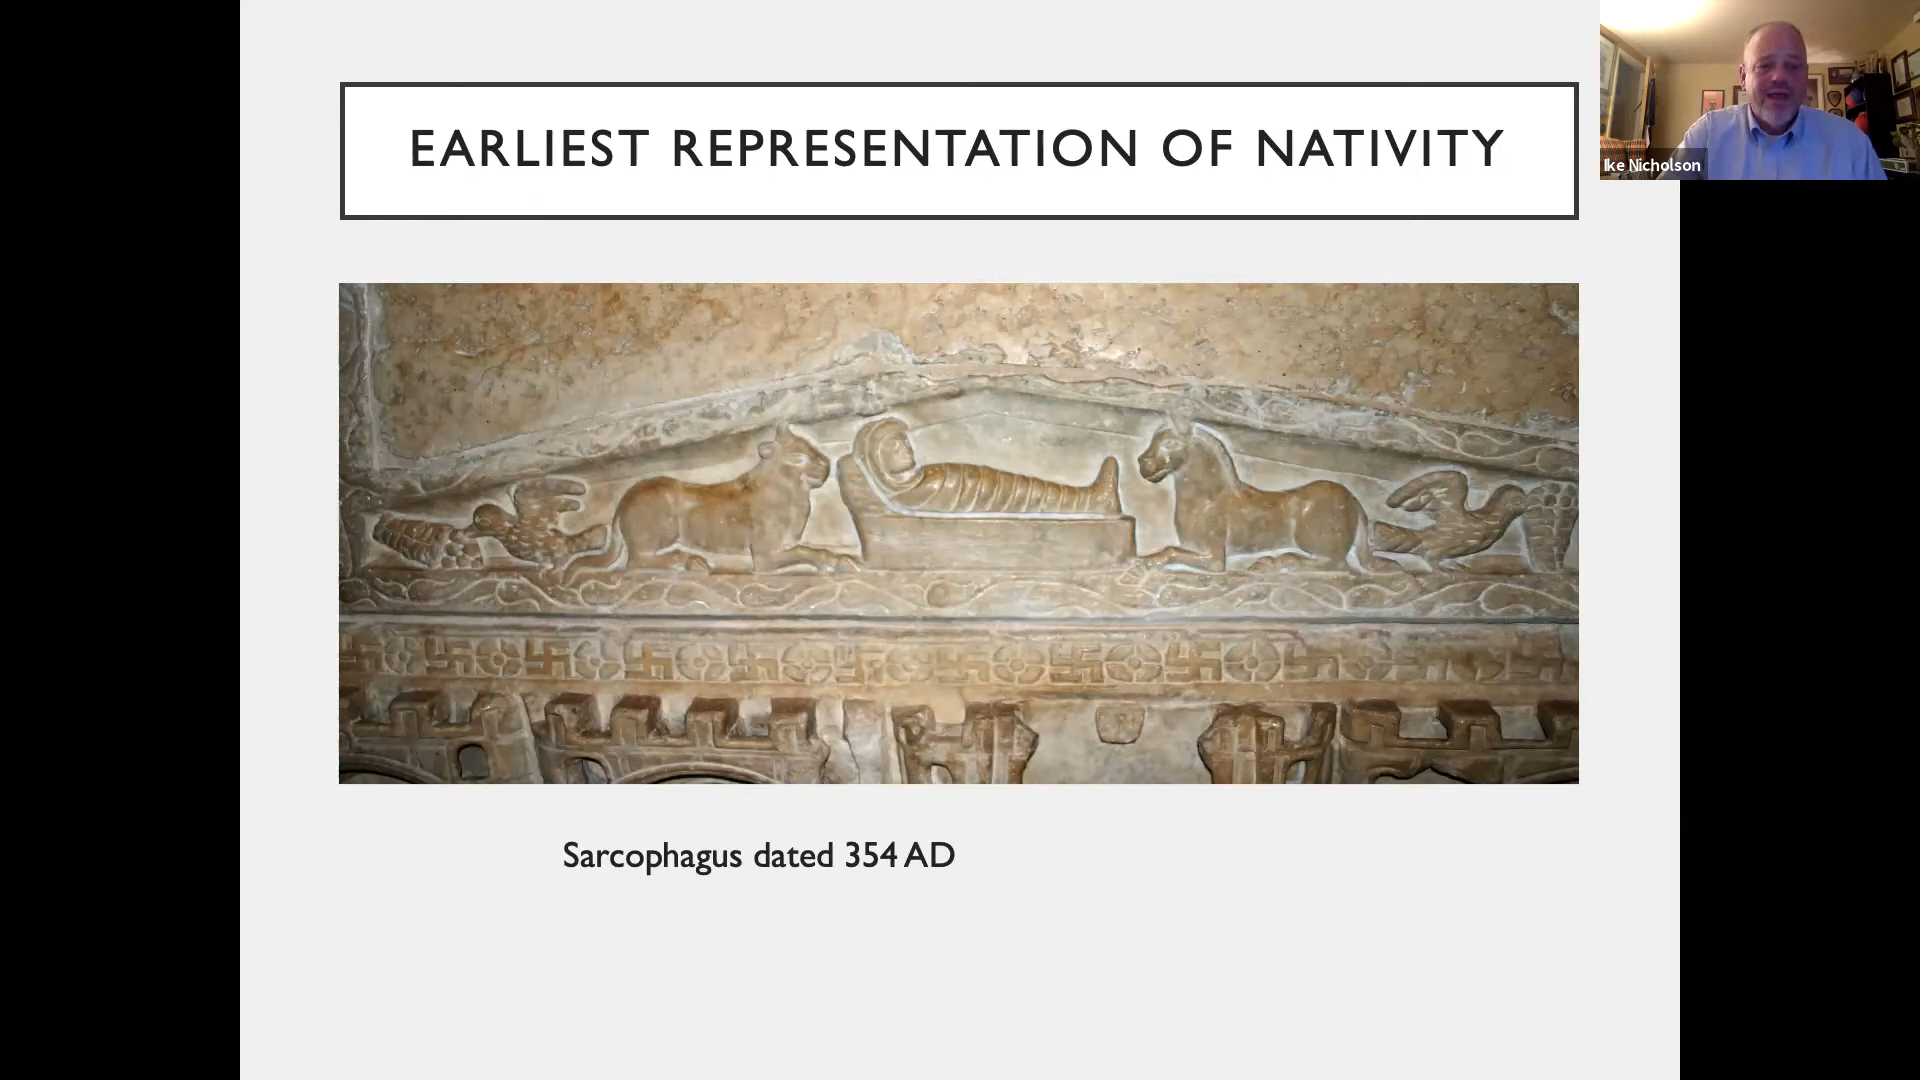 EARLIEST REPRESENTATION OF NATIVITY
Ike Nicholson
Sarcophagus dated 354 AD